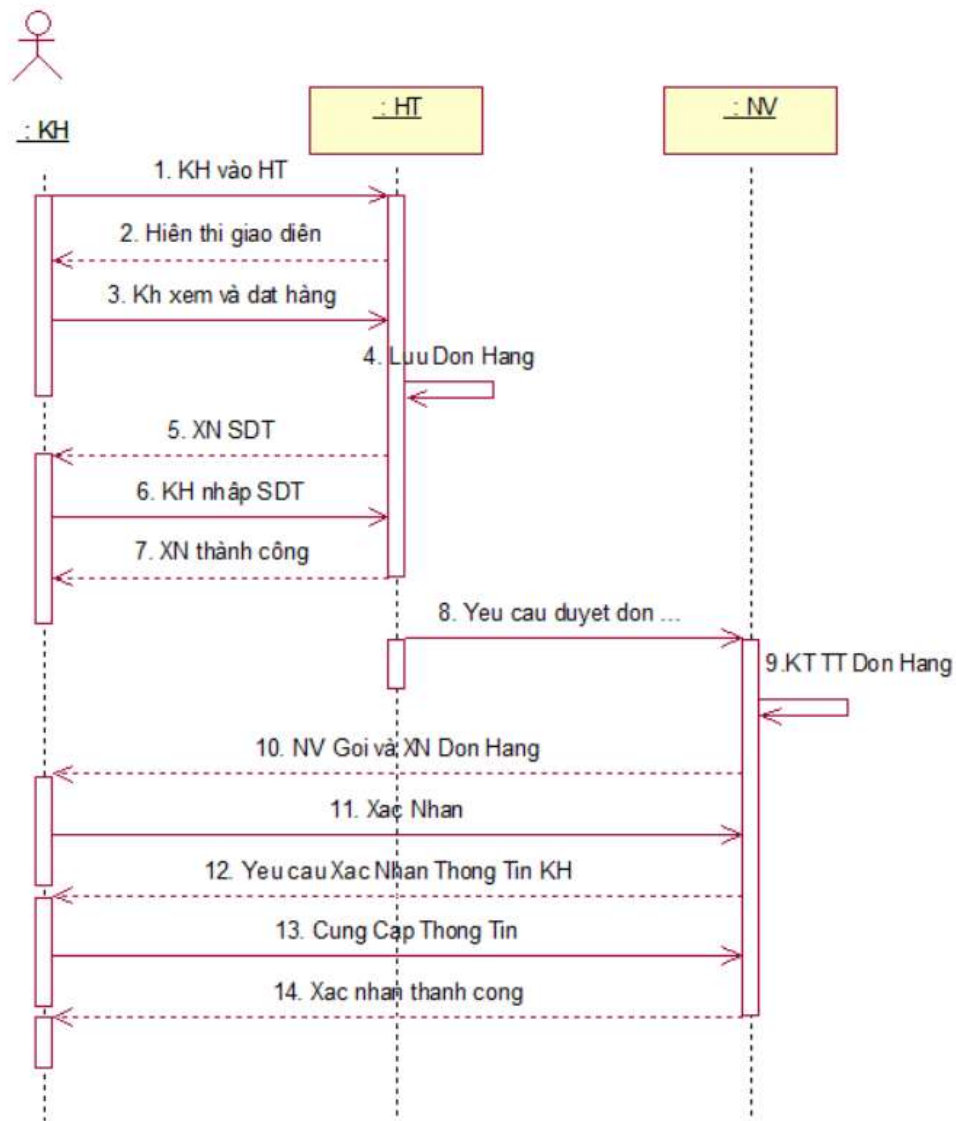 : KH
: HT
: NV
1. KH vào HT
2. Hiên thi giao diên
3. Kh xem và dat hàng
4. Luu Don Hang
5. XN SDT
6. KH nhâp SDT
7. XN thành công
8. Yeu cau duyet don ...
9.KT TT Don Hang
10. NV Goi và XN Don Hang
11. Xac Nhan
12. Yeu cau Xac Nhan Thong Tin KH
13. Cung Cap Thong Tin
14. Xac nhan thanh cong